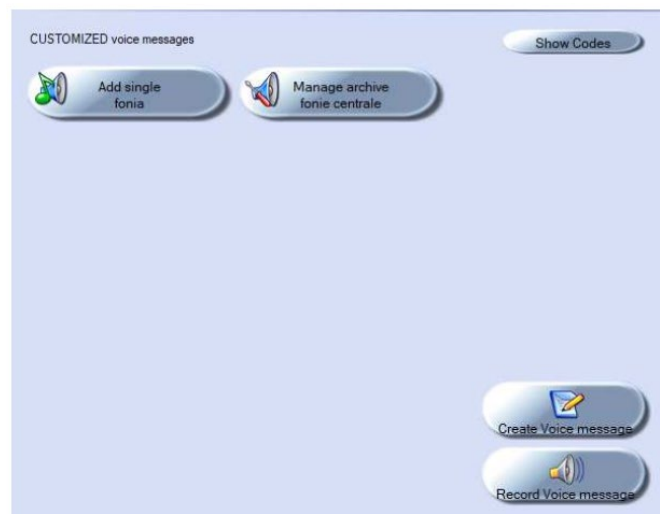 CUSTOMIZED voice messages
Show Codes
Add single
fonia
Manage archive
fonie centrale
Create Voice message
Record Voice message